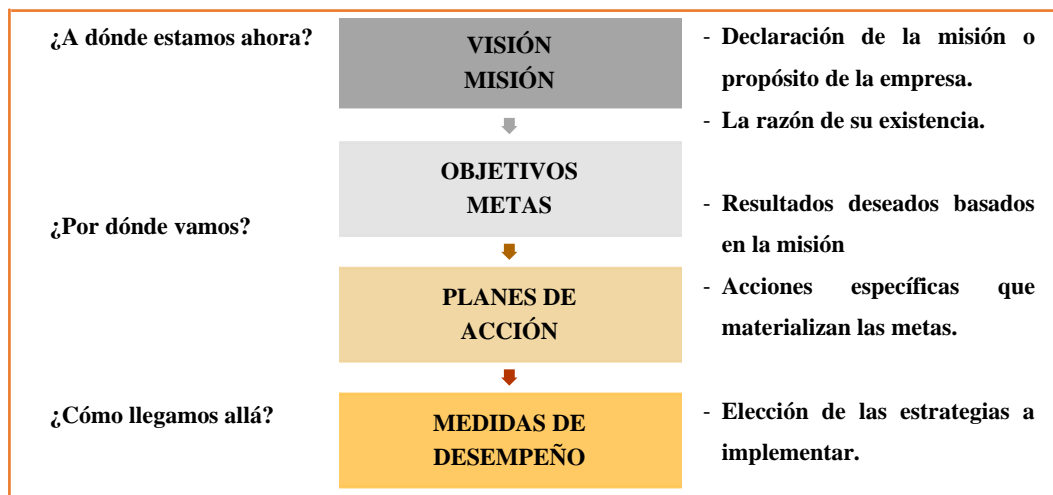 ¿A dónde estamos ahora?
VISIÓN
MISIÓN
- Declaración de la misión o
propósito de la empresa.
- La razón de su existencia.
OBJETIVOS
METAS
¿Por dónde vamos?
- Resultados deseados basados
en la misión
- Acciones específicas que
materializan las metas.
PLANES DE
ACCIÓN
¿Cómo llegamos allá?
MEDIDAS DE
DESEMPEÑO
- Elección de las estrategias a
implementar.